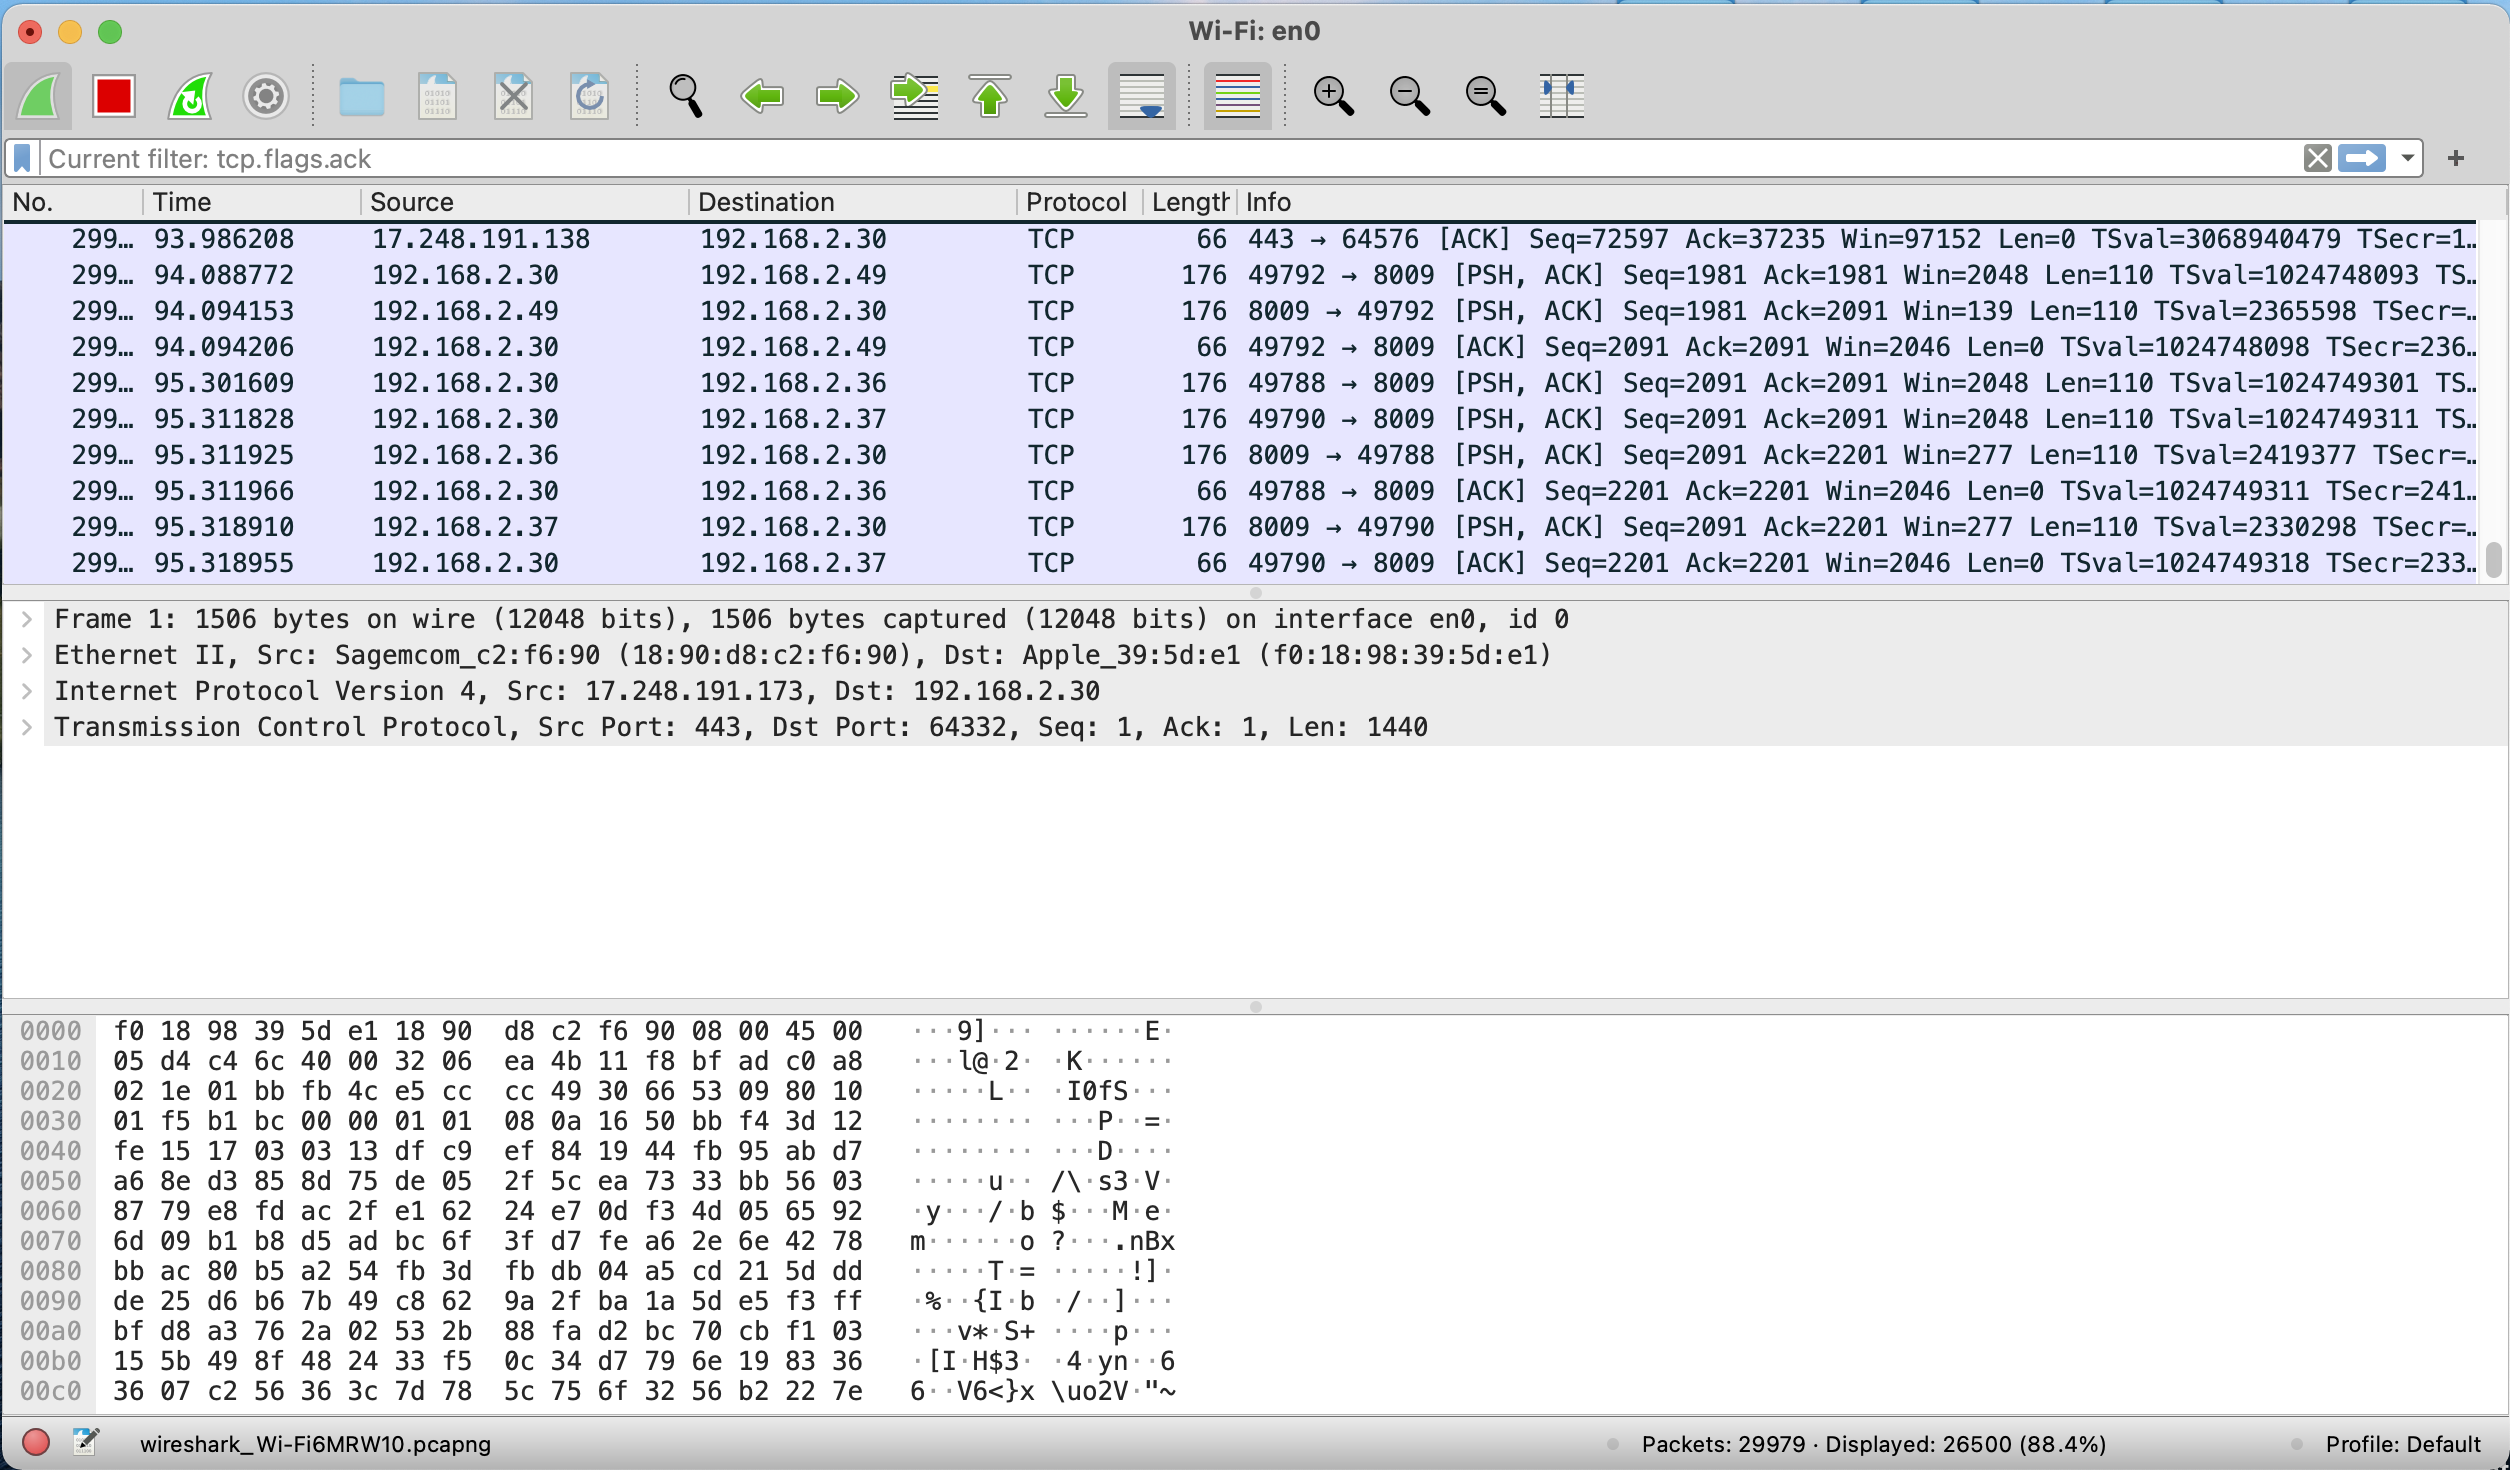 Wi-Fi: en0
Current filter: tcp.flags.ack
No. Time Source Destination Protocol Length Info
299… 93.986208 17.248.191.138 192.168.2.30 TCP 66 443 → 64576 [ACK] Seq=72597 Ack=37235 Win=97152 Len=0 TSval=3068940479 TSecr=1…
299… 94.088772 192.168.2.30 192.168.2.49 TCP 176 49792 → 8009 [PSH, ACK] Seq=1981 Ack=1981 Win=2048 Len=110 TSval=1024748093 TS…
299… 94.094153 192.168.2.49 192.168.2.30 TCP 176 8009 → 49792 [PSH, ACK] Seq=1981 Ack=2091 Win=139 Len=110 TSval=2365598 TSecr=…
299… 94.094206 192.168.2.30 192.168.2.49 TCP 66 49792 → 8009 [ACK] Seq=2091 Ack=2091 Win=2046 Len=0 TSval=1024748098 TSecr=236…
299… 95.301609 192.168.2.30 192.168.2.36 TCP 176 49788 → 8009 [PSH, ACK] Seq=2091 Ack=2091 Win=2048 Len=110 TSval=1024749301 TS…
299… 95.311828 192.168.2.30 192.168.2.37 TCP 176 49790 → 8009 [PSH, ACK] Seq=2091 Ack=2091 Win=2048 Len=110 TSval=1024749311 TS…
299… 95.311925 192.168.2.36 192.168.2.30 TCP 176 8009 → 49788 [PSH, ACK] Seq=2091 Ack=2201 Win=277 Len=110 TSval=2419377 TSecr=…
299… 95.311966 192.168.2.30 192.168.2.36 TCP 66 49788 → 8009 [ACK] Seq=2201 Ack=2201 Win=2046 Len=0 TSval=1024749311 TSecr=241…
299… 95.318910 192.168.2.37 192.168.2.30 TCP 176 8009 → 49790 [PSH, ACK] Seq=2091 Ack=2201 Win=277 Len=110 TSval=2330298 TSecr=…
299… 95.318955 192.168.2.30 192.168.2.37 TCP 66 49790 → 8009 [ACK] Seq=2201 Ack=2201 Win=2046 Len=0 TSval=1024749318 TSecr=233…
Frame 1: 1506 bytes on wire (12048 bits), 1506 bytes captured (12048 bits) on interface en0, id 0
Ethernet II, Src: Sagemcom_c2:f6:90 (18:90:d8:c2:f6:90), Dst: Apple_39:5d:e1 (f0:18:98:39:5d:e1)
Internet Protocol Version 4, Src: 17.248.191.173, Dst: 192.168.2.30
Transmission Control Protocol, Src Port: 443, Dst Port: 64332, Seq: 1, Ack: 1, Len: 1440
0000 f0 18 98 39 5d e1 18 90 d8 c2 f6 90 08 00 45 00 ···9]··· ······E·
0010 05 d4 c4 6c 40 00 32 06 ea 4b 11 f8 bf ad c0 a8 ···l@·2· ·K······
0020 02 1e 01 bb fb 4c e5 cc cc 49 30 66 53 09 80 10 ·····L·· ·I0fS···
0030 01 f5 b1 bc 00 00 01 01 08 0a 16 50 bb f4 3d 12 ········ ···P··=·
0040 fe 15 17 03 03 13 df c9 ef 84 19 44 fb 95 ab d7 ········ ···D····
0050 a6 8e d3 85 8d 75 de 05 2f 5c ea 73 33 bb 56 03 ·····u·· /\·s3·V·
0060 87 79 e8 fd ac 2f e1 62 24 e7 0d f3 4d 05 65 92 ·y···/·b $···M·e·
0070 6d 09 b1 b8 d5 ad bc 6f 3f d7 fe a6 2e 6e 42 78 m······o ?···.nBx
0080 bb ac 80 b5 a2 54 fb 3d fb db 04 a5 cd 21 5d dd ·····T·= ·····!]·
0090 de 25 d6 b6 7b 49 c8 62 9a 2f ba 1a 5d e5 f3 ff ·%··{I·b ·/··]···
00a0 bf d8 a3 76 2a 02 53 2b 88 fa d2 bc 70 cb f1 03 ···v*·S+ ····p···
00b0 15 5b 49 8f 48 24 33 f5 0c 34 d7 79 6e 19 83 36 ·[I·H$3· ·4·yn··6
00c0 36 07 c2 56 36 3c 7d 78 5c 75 6f 32 56 b2 22 7e 6··V6<}x \uo2V·"~
wireshark_Wi-Fi6MRW10.pcapng Packets: 29979 · Displayed: 26500 (88.4%) Profile: Default